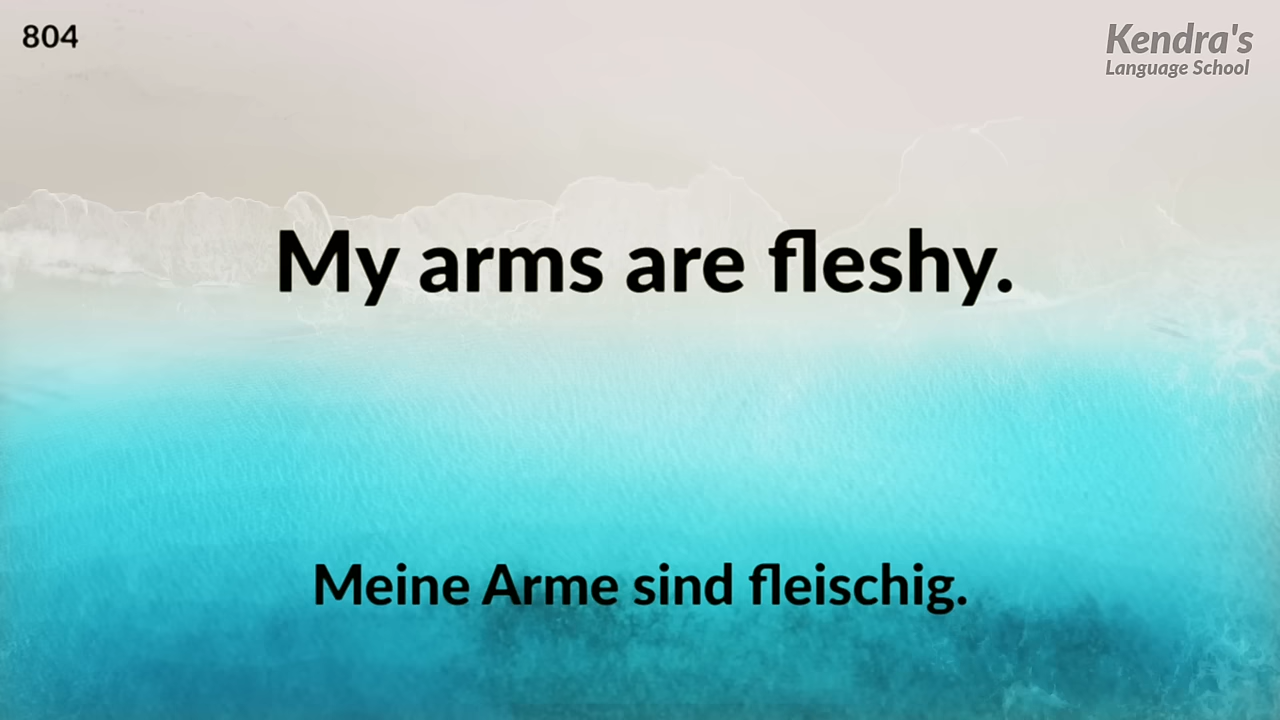 804
Kendra's
Language School
My arms are fleshy.
Meine Arme sind fleischig.